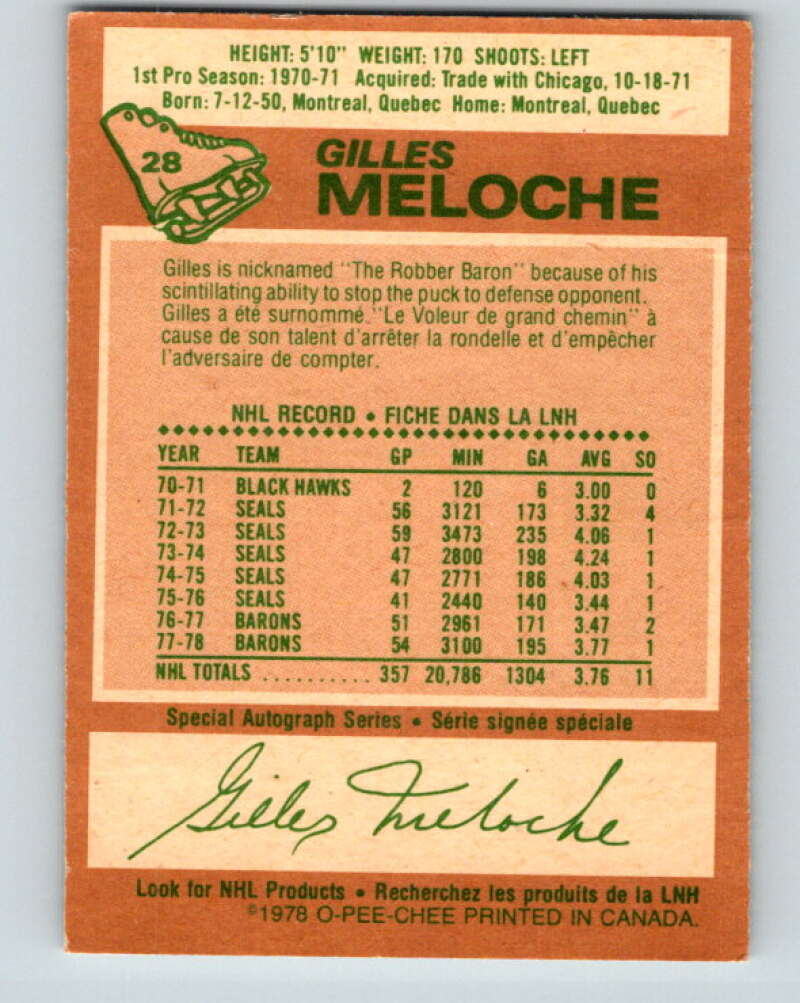 HEIGHT: 5'10" WEIGHT: 170 SHOOTS: LEFT
1st Pro Season: 1970-71 Acquired: Trade with Chicago, 10-18-71
Born: 7-12-50, Montreal, Quebec Home: Montreal, Quebec
28
GILLES
MELOCHE
Gilles is nicknamed "The Robber Baron" because of his
scintillating ability to stop the puck to defense opponent.
Gilles a été surnommé "Le Voleur de grand chemin" à
cause de son talent d'arrêter la rondelle et d'empêcher
l'adversaire de compter.
NHL RECORD • FICHE DANS LA LNH
YEAR TEAM GP MIN GA AVG SO
70-71 BLACK HAWKS 2 120 6 3.00 0
71-72 SEALS 56 3121 173 3.32 4
72-73 SEALS 59 3473 235 4.06 1
73-74 SEALS 47 2800 198 4.24 1
74-75 SEALS 47 2771 186 4.03 1
75-76 SEALS 41 2440 140 3.44 1
76-77 BARONS 51 2961 171 3.47 2
77-78 BARONS 54 3100 195 3.77 1
NHL TOTALS .......... 357 20,786 1304 3.76 11
Special Autograph Series • Série signée spéciale
Gilles Meloche
Look for NHL Products • Recherchez les produits de la LNH
©1978 O-PEE-CHEE PRINTED IN CANADA.